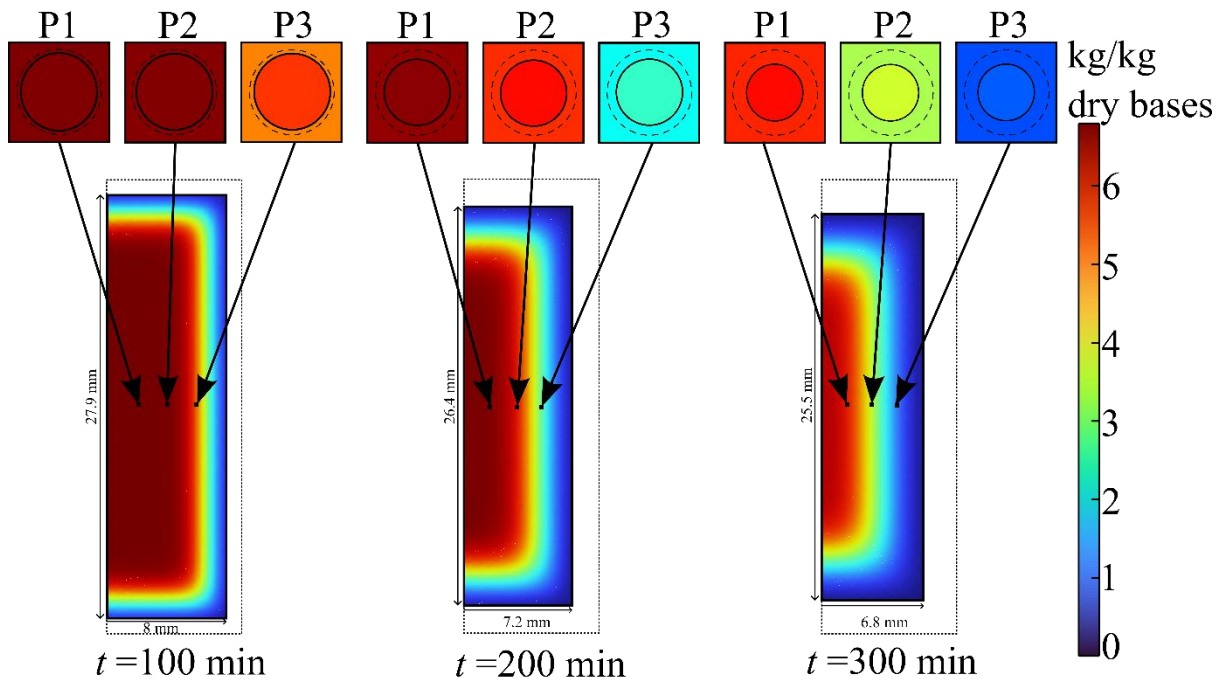 P1 P2 P3 P1 P2 P3 P1 P2 P3
kg/kg
dry bases
6
5
4
3
2
1
0
27.9 mm
8 mm
26.4 mm
7.2 mm
25.5 mm
6.8 mm
t =100 min
t =200 min
t =300 min